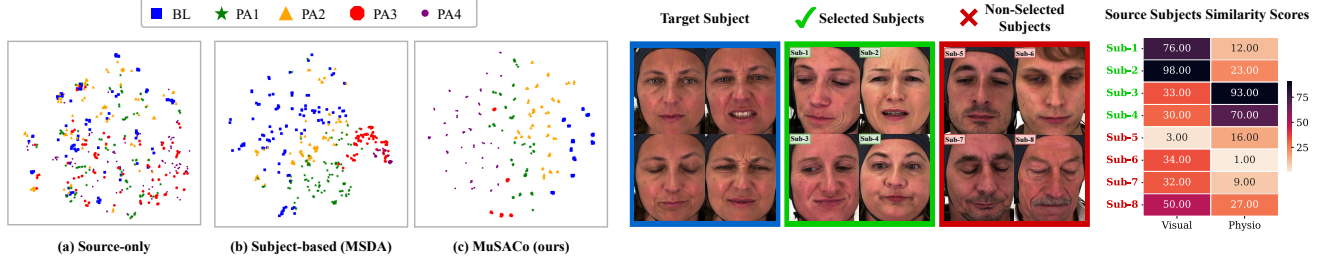 BL PA1 PA2 PA3 PA4
(a) Source-only
(b) Subject-based (MSDA)
(c) MuSACo (ours)
Target Subject
Selected Subjects
Non-Selected
Subjects
Sub-1 Sub-2
Sub-3 Sub-4
Sub-5 Sub-6
Sub-7 Sub-8
Source Subjects Similarity Scores
Sub-1 76.00 12.00
Sub-2 98.00 23.00
Sub-3 33.00 93.00
Sub-4 30.00 70.00
Sub-5 3.00 16.00
Sub-6 34.00 1.00
Sub-7 32.00 9.00
Sub-8 50.00 27.00
Visual Physio
75
50
25